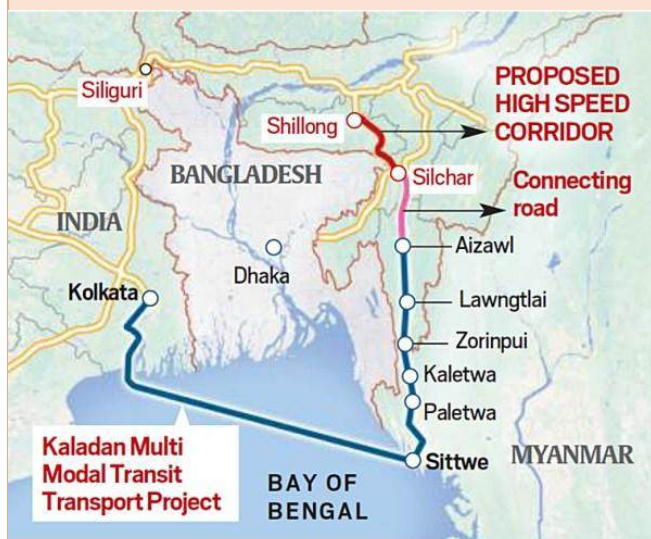 Siliguri
PROPOSED
HIGH SPEED
CORRIDOR
Shillong
BANGLADESH
Silchar
Connecting
road
INDIA
Aizawl
Dhaka
Kolkata
Lawngtlai
Zorinpui
Kaletwa
Paletwa
Kaladan Multi
Modal Transit
Transport Project
Sittwe
MYANMAR
BAY OF
BENGAL